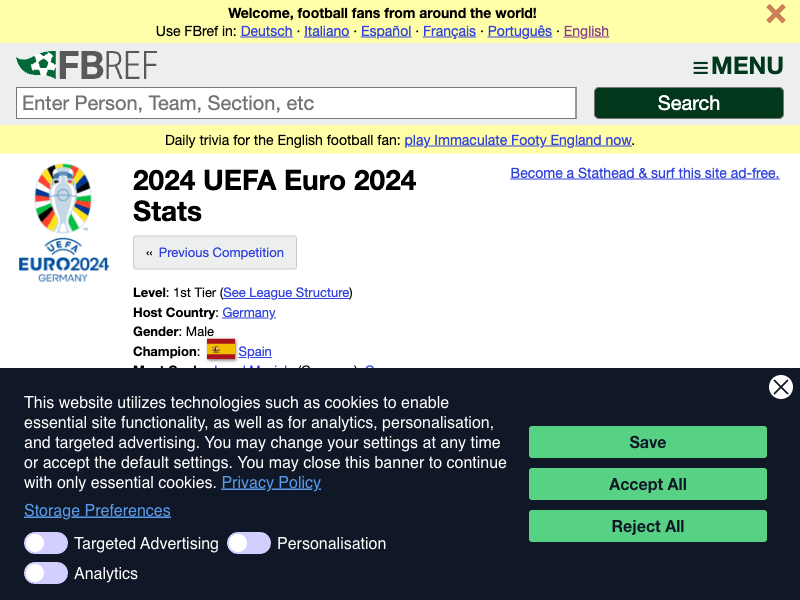 Welcome, football fans from around the world!
Use FBref in: Deutsch · Italiano · Español · Français · Português · English
FBREF
≡MENU
Enter Person, Team, Section, etc
Search
Daily trivia for the English football fan: play Immaculate Footy England now.
UEFA
EURO2024
GERMANY
2024 UEFA Euro 2024
Stats
Become a Stathead & surf this site ad-free.
« Previous Competition
Level: 1st Tier (See League Structure)
Host Country: Germany
Gender: Male
Champion: Spain
This website utilizes technologies such as cookies to enable
essential site functionality, as well as for analytics, personalisation,
and targeted advertising. You may change your settings at any time
or accept the default settings. You may close this banner to continue
with only essential cookies. Privacy Policy
Storage Preferences
Targeted Advertising
Personalisation
Analytics
Save
Accept All
Reject All